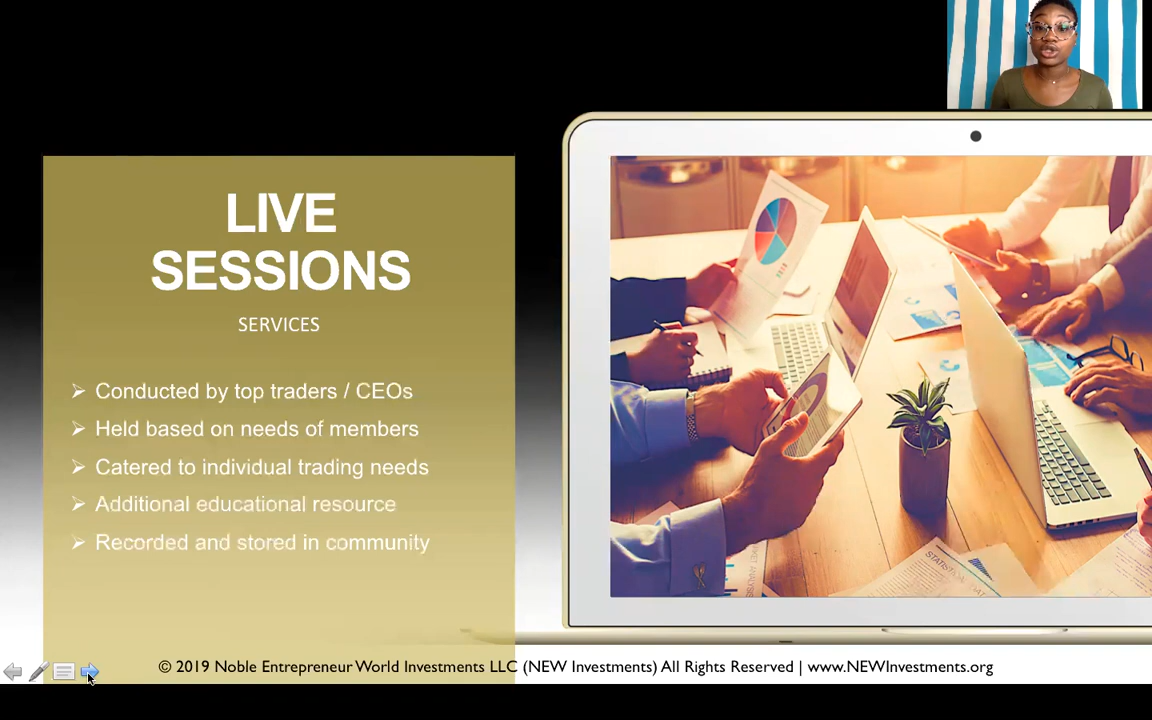 LIVE
SESSIONS
SERVICES
➢ Conducted by top traders / CEOs
➢ Held based on needs of members
➢ Catered to individual trading needs
➢ Additional educational resource
➢ Recorded and stored in community
© 2019 Noble Entrepreneur World Investments LLC (NEW Investments) All Rights Reserved | www.NEWInvestments.org